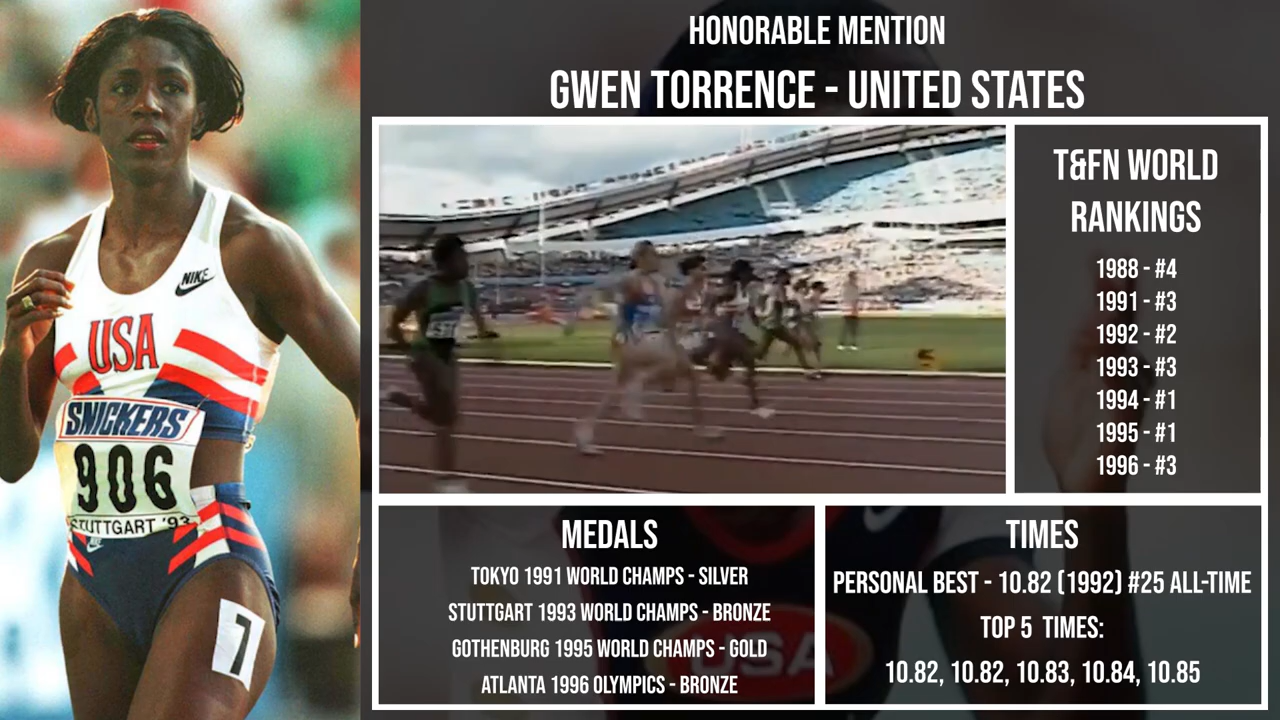 HONORABLE MENTION
GWEN TORRENCE - UNITED STATES
NIKE
USA
SNICKERS
906
STUTTGART '93
7
T&FN WORLD
RANKINGS
1988 - #4
1991 - #3
1992 - #2
1993 - #3
1994 - #1
1995 - #1
1996 - #3
MEDALS
TOKYO 1991 WORLD CHAMPS - SILVER
STUTTGART 1993 WORLD CHAMPS - BRONZE
GOTHENBURG 1995 WORLD CHAMPS - GOLD
ATLANTA 1996 OLYMPICS - BRONZE
TIMES
PERSONAL BEST - 10.82 (1992) #25 ALL-TIME
TOP 5 TIMES:
10.82, 10.82, 10.83, 10.84, 10.85
USA